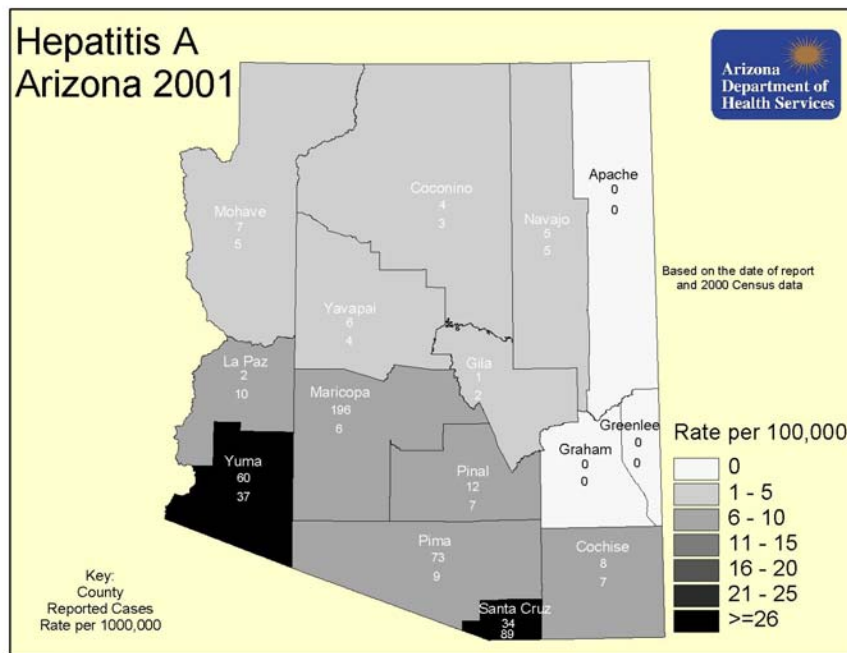 Hepatitis A
Arizona 2001
Arizona
Department of
Health Services
Apache
0
0
Coconino
4
3
Mohave
7
5
Navajo
5
5
Based on the date of report
and 2000 Census data
Yavapai
6
4
La Paz
2
10
Gila
1
2
Maricopa
196
6
Greenlee
0
0
Graham
0
0
Yuma
60
37
Pinal
12
7
Pima
73
9
Cochise
8
7
Santa Cruz
34
89
Key:
County
Reported Cases
Rate per 1000,000
Rate per 100,000
0
1 - 5
6 - 10
11 - 15
16 - 20
21 - 25
>=26